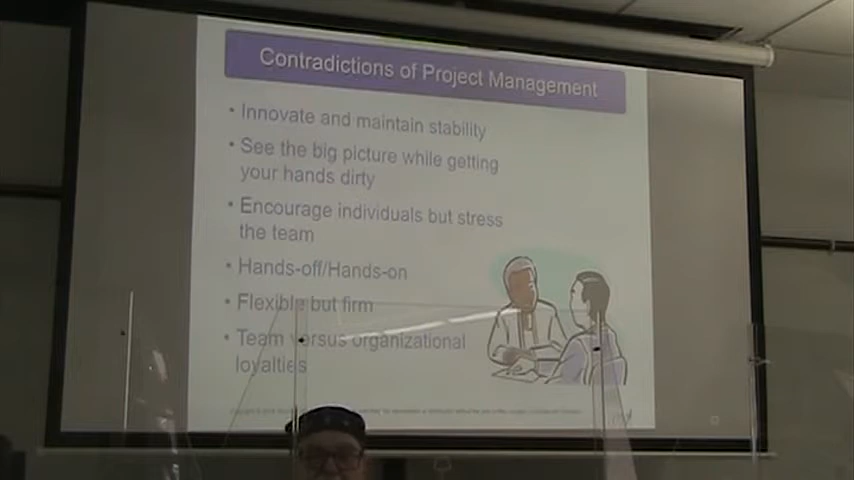 Contradictions of Project Management
• Innovate and maintain stability
• See the big picture while getting
your hands dirty
• Encourage individuals but stress
the team
• Hands-off/Hands-on
• Flexible but firm
• Team versus organizational
loyalties